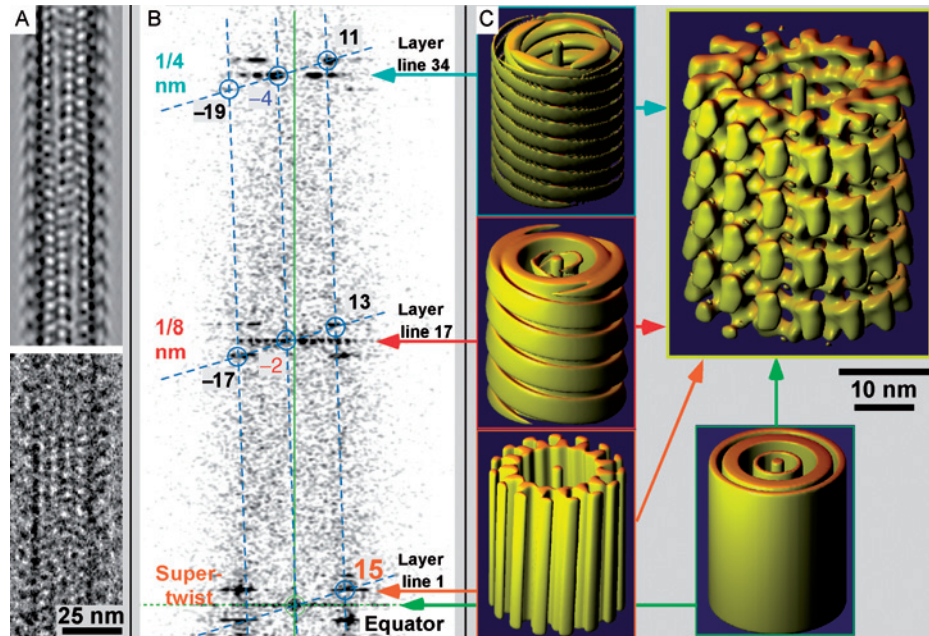 A
B
C
1/4
nm
11
Layer
line 34
–4
–19
1/8
nm
13
Layer
line 17
–2
–17
10 nm
Super-
twist
15
Layer
line 1
Equator
25 nm